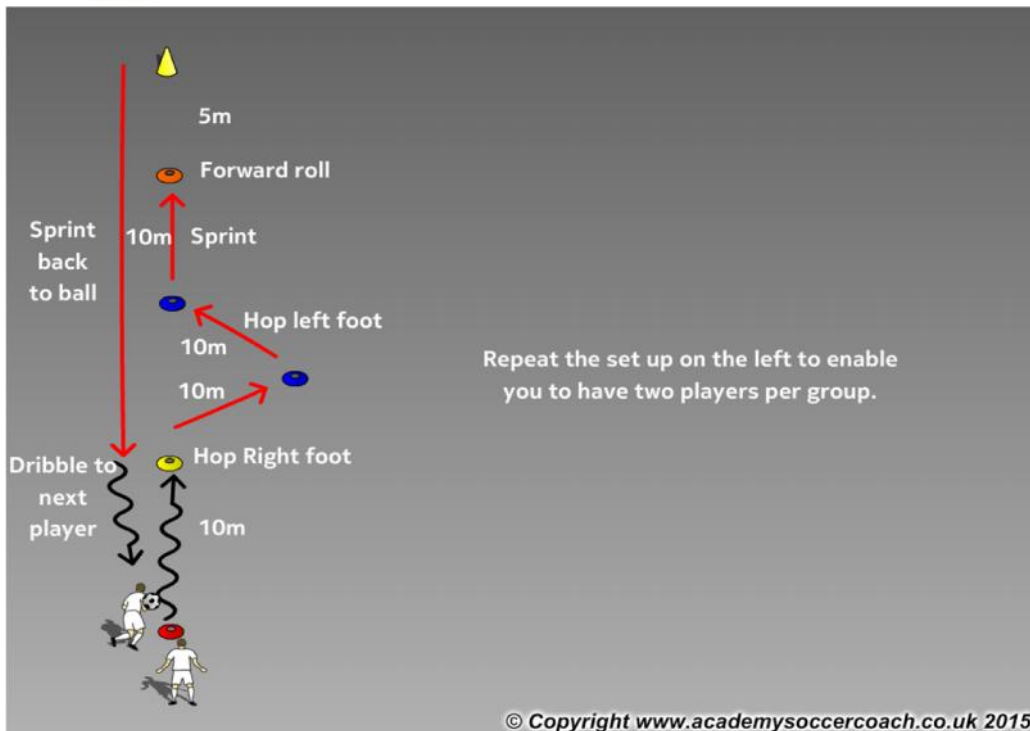 5m
Forward roll
Sprint
back
to ball
10m
Sprint
Hop left foot
10m
10m
Repeat the set up on the left to enable
you to have two players per group.
Hop Right foot
Dribble to
next
player
10m
© Copyright www.academysoccercoach.co.uk 2015